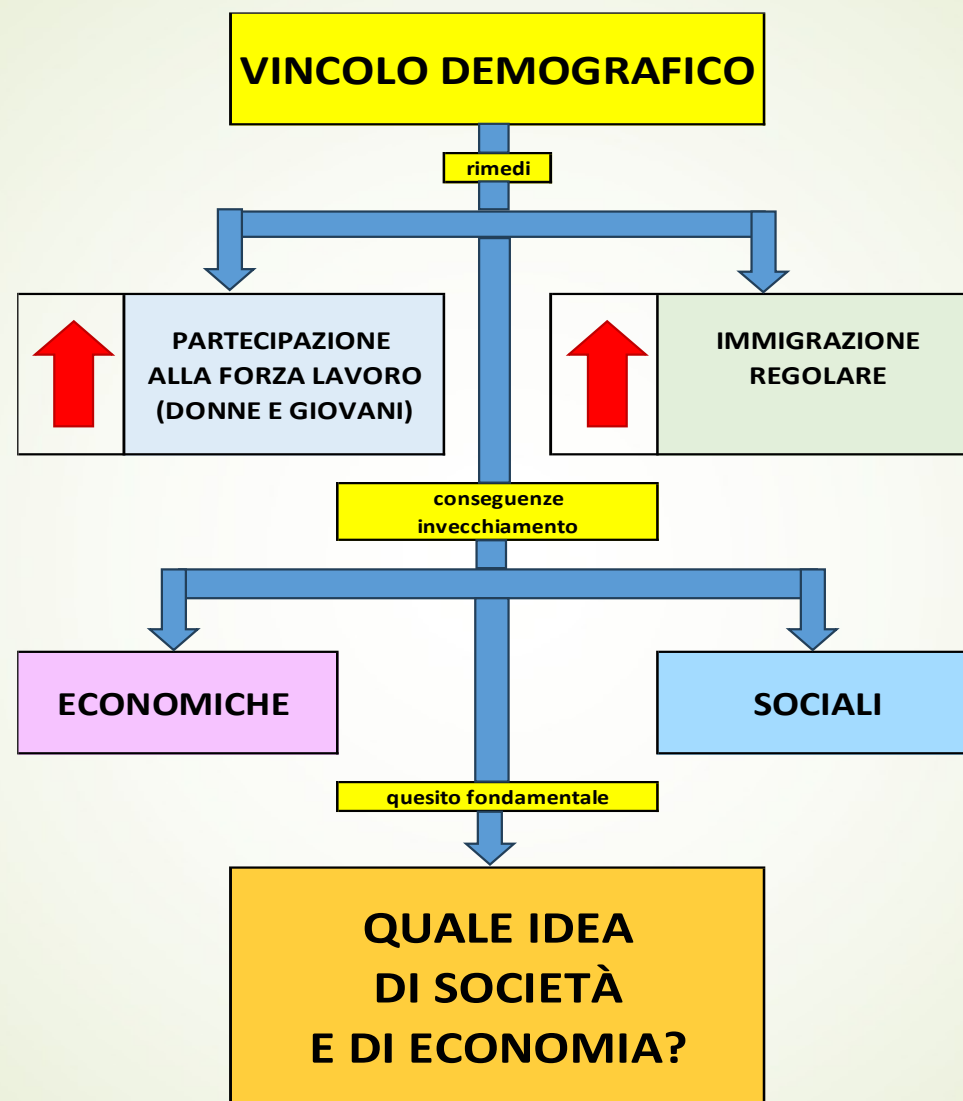 VINCOLO DEMOGRAFICO
rimedi
PARTECIPAZIONE
ALLA FORZA LAVORO
(DONNE E GIOVANI)
IMMIGRAZIONE
REGOLARE
conseguenze
invecchiamento
ECONOMICHE
SOCIALI
quesito fondamentale
QUALE IDEA
DI SOCIETÀ
E DI ECONOMIA?